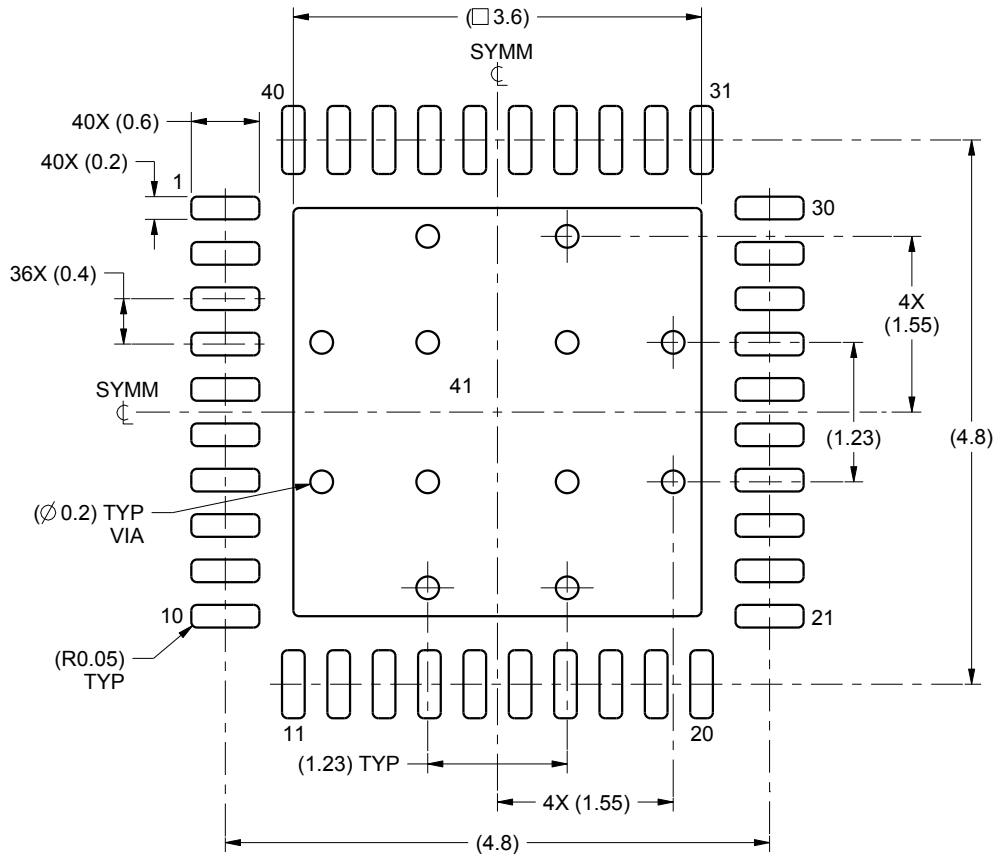 (□ 3.6)
SYMM
℄
40
31
40X (0.6)
40X (0.2)
1
30
36X (0.4)
4X
(1.55)
SYMM
℄
41
(1.23)
(4.8)
(∅ 0.2) TYP
VIA
10
21
(R0.05)
TYP
11
20
(1.23) TYP
4X (1.55)
(4.8)